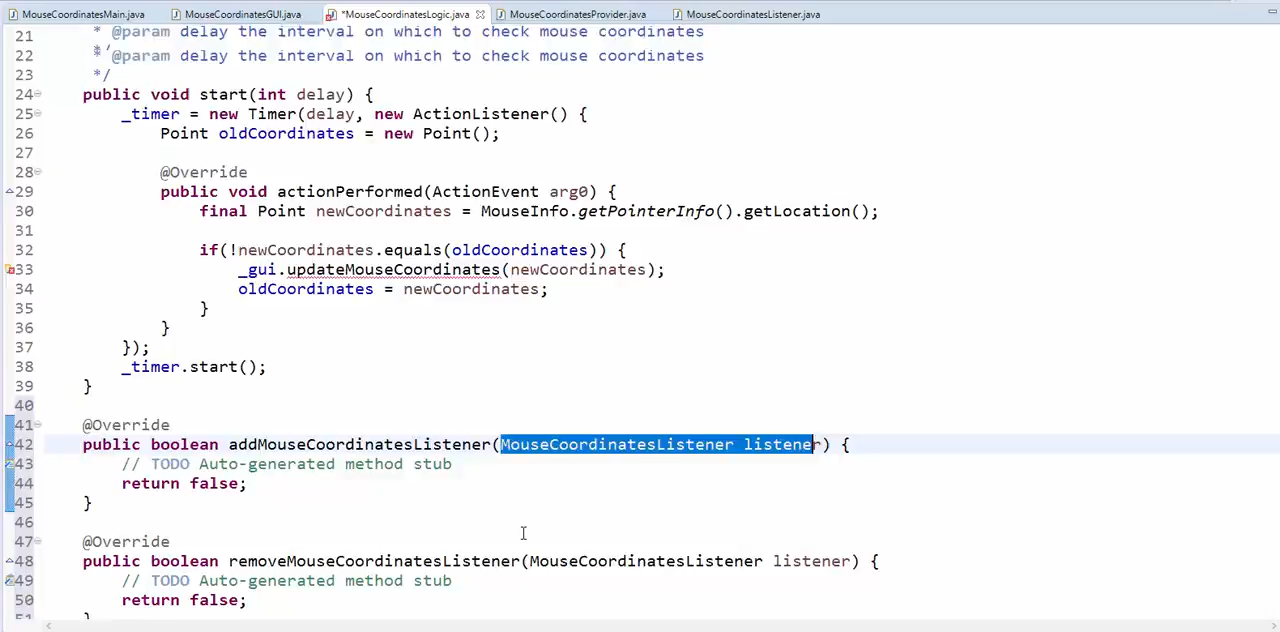 MouseCoordinatesMain.java MouseCoordinatesGUI.java *MouseCoordinatesLogic.java MouseCoordinatesProvider.java MouseCoordinatesListener.java
21 * @param delay the interval on which to check mouse coordinates
22 * @param delay the interval on which to check mouse coordinates
23 */
24 public void start(int delay) {
25 _timer = new Timer(delay, new ActionListener() {
26 Point oldCoordinates = new Point();
27
28 @Override
29 public void actionPerformed(ActionEvent arg0) {
30 final Point newCoordinates = MouseInfo.getPointerInfo().getLocation();
31
32 if(!newCoordinates.equals(oldCoordinates)) {
33 _gui.updateMouseCoordinates(newCoordinates);
34 oldCoordinates = newCoordinates;
35 }
36 }
37 });
38 _timer.start();
39 }
40
41 @Override
42 public boolean addMouseCoordinatesListener(MouseCoordinatesListener listener) {
43 // TODO Auto-generated method stub
44 return false;
45 }
46
47 @Override
48 public boolean removeMouseCoordinatesListener(MouseCoordinatesListener listener) {
49 // TODO Auto-generated method stub
50 return false;
51 }